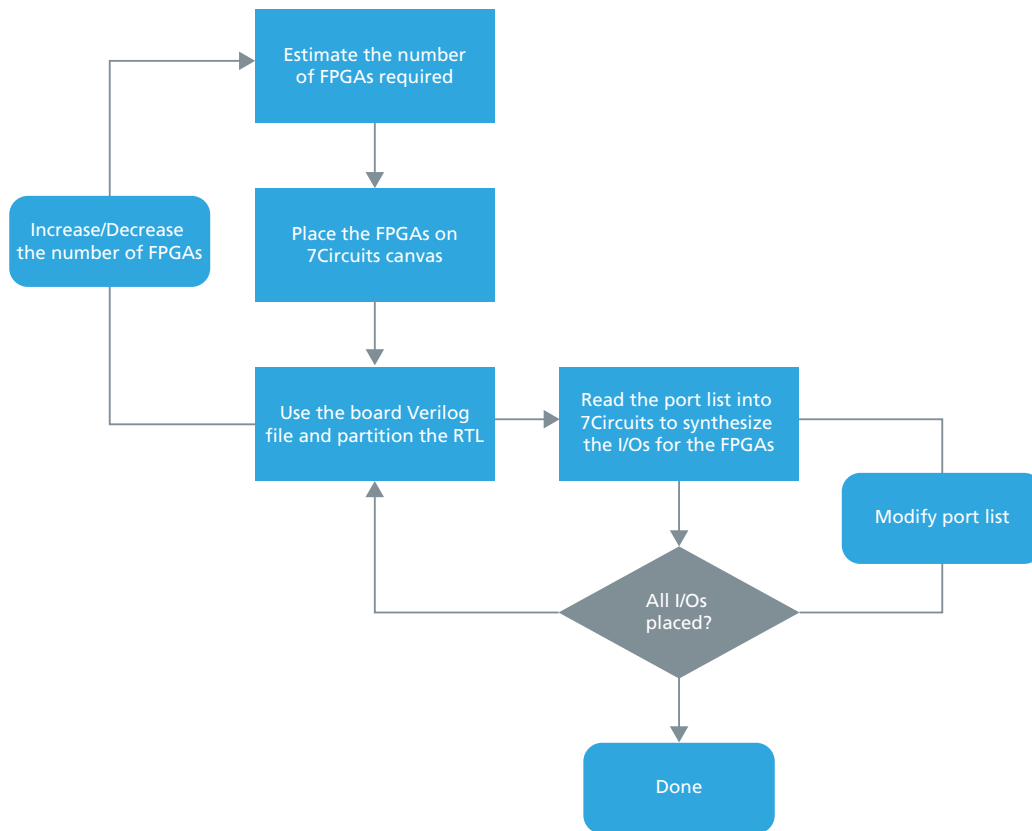 Estimate the number
of FPGAs required
Increase/Decrease
the number of FPGAs
Place the FPGAs on
7Circuits canvas
Use the board Verilog
file and partition the RTL
Read the port list into
7Circuits to synthesize
the I/Os for the FPGAs
Modify port list
All I/Os
placed?
Done